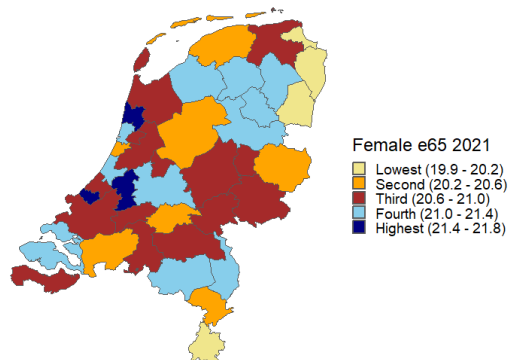 Female e65 2021
Lowest (19.9 - 20.2)
Second (20.2 - 20.6)
Third (20.6 - 21.0)
Fourth (21.0 - 21.4)
Highest (21.4 - 21.8)